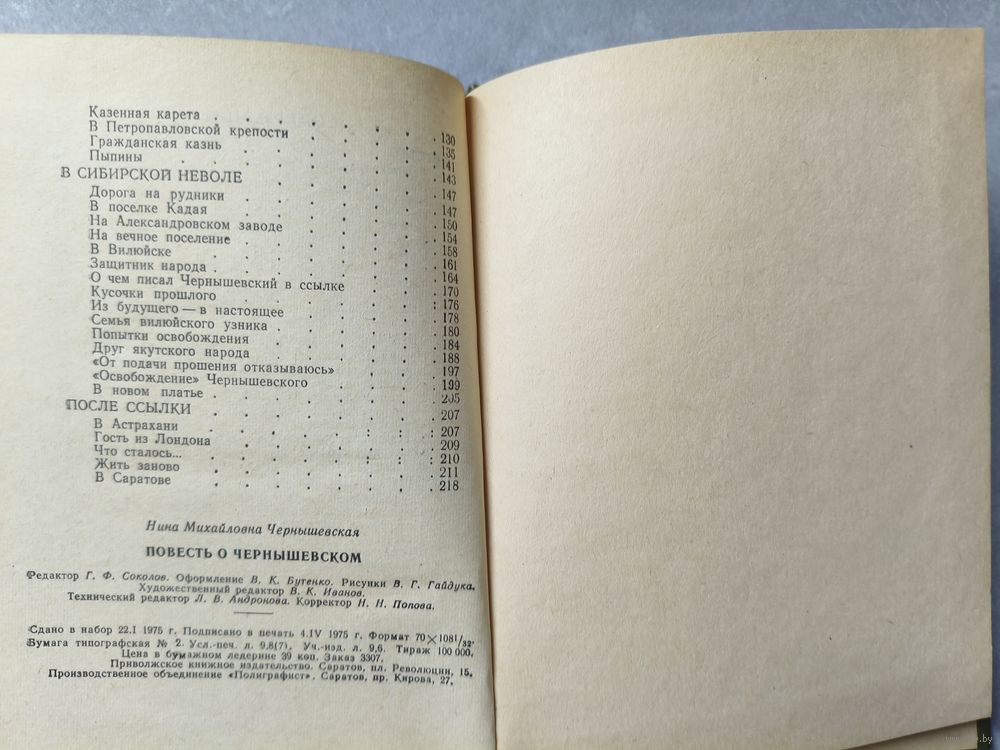 Казенная карета . . . . . . 130
В Петропавловской крепости . . . . 135
Гражданская казнь . . . . . 141
Пыпины . . . . . . . 143
В СИБИРСКОЙ НЕВОЛЕ . . . . . 147
Дорога на рудники . . . . . 147
В поселке Кадая . . . . . . 150
На Александровском заводе . . . . 154
На вечное поселение . . . . . 158
В Вилюйске . . . . . . 161
Защитник народа . . . . . . 164
О чем писал Чернышевский в ссылке . . . 170
Кусочки прошлого . . . . . 176
Из будущего — в настоящее . . . . 178
Семья вилюйского узника . . . . . 180
Попытки освобождения . . . . . 184
Друг якутского народа . . . . . 188
«От подачи прошения отказываюсь» . . . 197
«Освобождение» Чернышевского . . . . 199
В новом платье . . . . . . 205
ПОСЛЕ ССЫЛКИ . . . . . . 207
В Астрахани . . . . . . 207
Гость из Лондона . . . . . . 209
Что сталось... . . . . . . 210
Жить заново . . . . . . 211
В Саратове . . . . . . 218
Нина Михайловна Чернышевская
ПОВЕСТЬ О ЧЕРНЫШЕВСКОМ
Редактор Г. Ф. Соколов. Оформление В. К. Бутенко. Рисунки В. Г. Гайдука.
Художественный редактор В. К. Иванов.
Технический редактор Л. В. Андронова. Корректор Н. Н. Попова.
Сдано в набор 22.I 1975 г. Подписано в печать 4.IV 1975 г. Формат 70×1081/32.
Бумага типографская № 2. Усл.-печ. л. 9,8(7). Уч.-изд. л. 9,6. Тираж 100 000.
Цена в бумажном ледерине 39 коп. Заказ 3307.
Приволжское книжное издательство. Саратов, пл. Революции, 15.
Производственное объединение «Полиграфист». Саратов, пр. Кирова, 27.